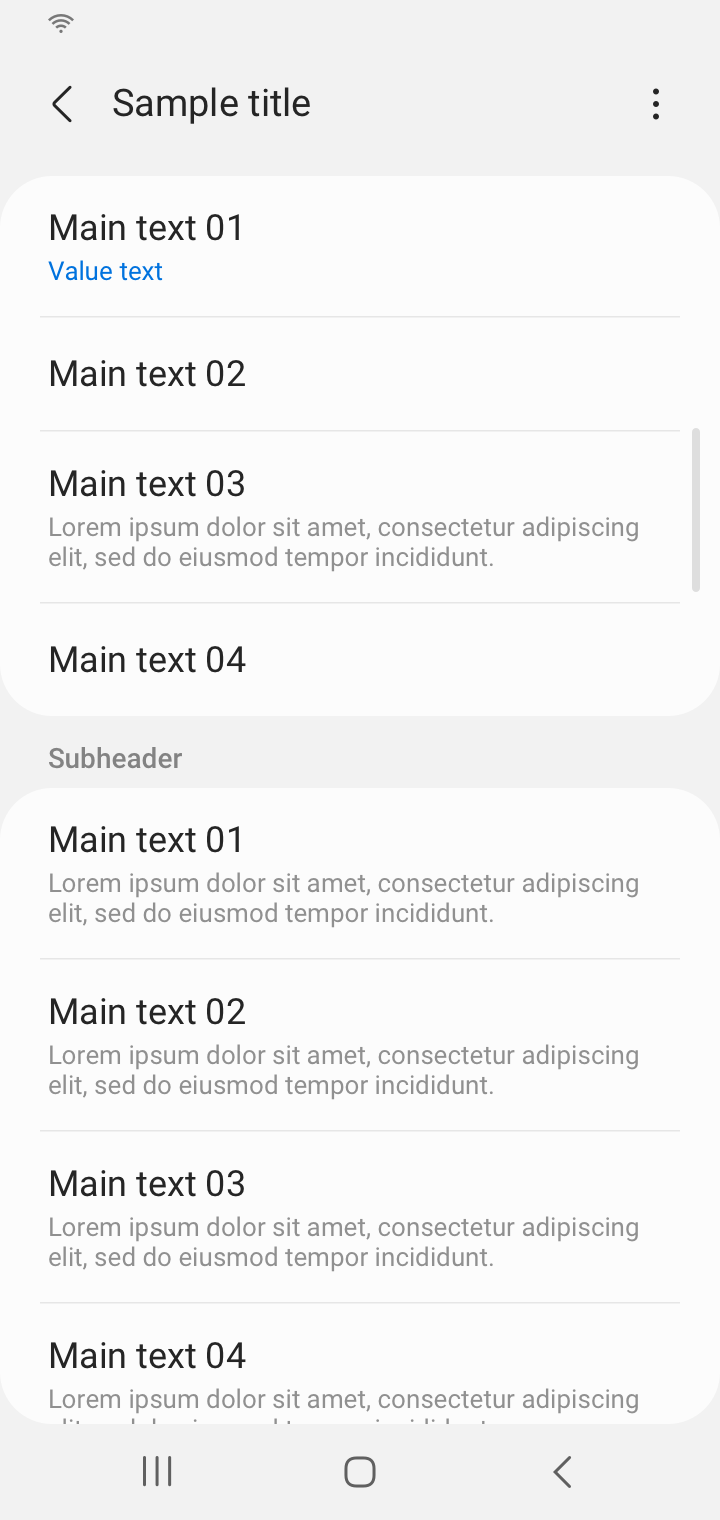 Sample title
Main text 01
Value text
Main text 02
Main text 03
Lorem ipsum dolor sit amet, consectetur adipiscing
elit, sed do eiusmod tempor incididunt.
Main text 04
Subheader
Main text 01
Lorem ipsum dolor sit amet, consectetur adipiscing
elit, sed do eiusmod tempor incididunt.
Main text 02
Lorem ipsum dolor sit amet, consectetur adipiscing
elit, sed do eiusmod tempor incididunt.
Main text 03
Lorem ipsum dolor sit amet, consectetur adipiscing
elit, sed do eiusmod tempor incididunt.
Main text 04
Lorem ipsum dolor sit amet, consectetur adipiscing